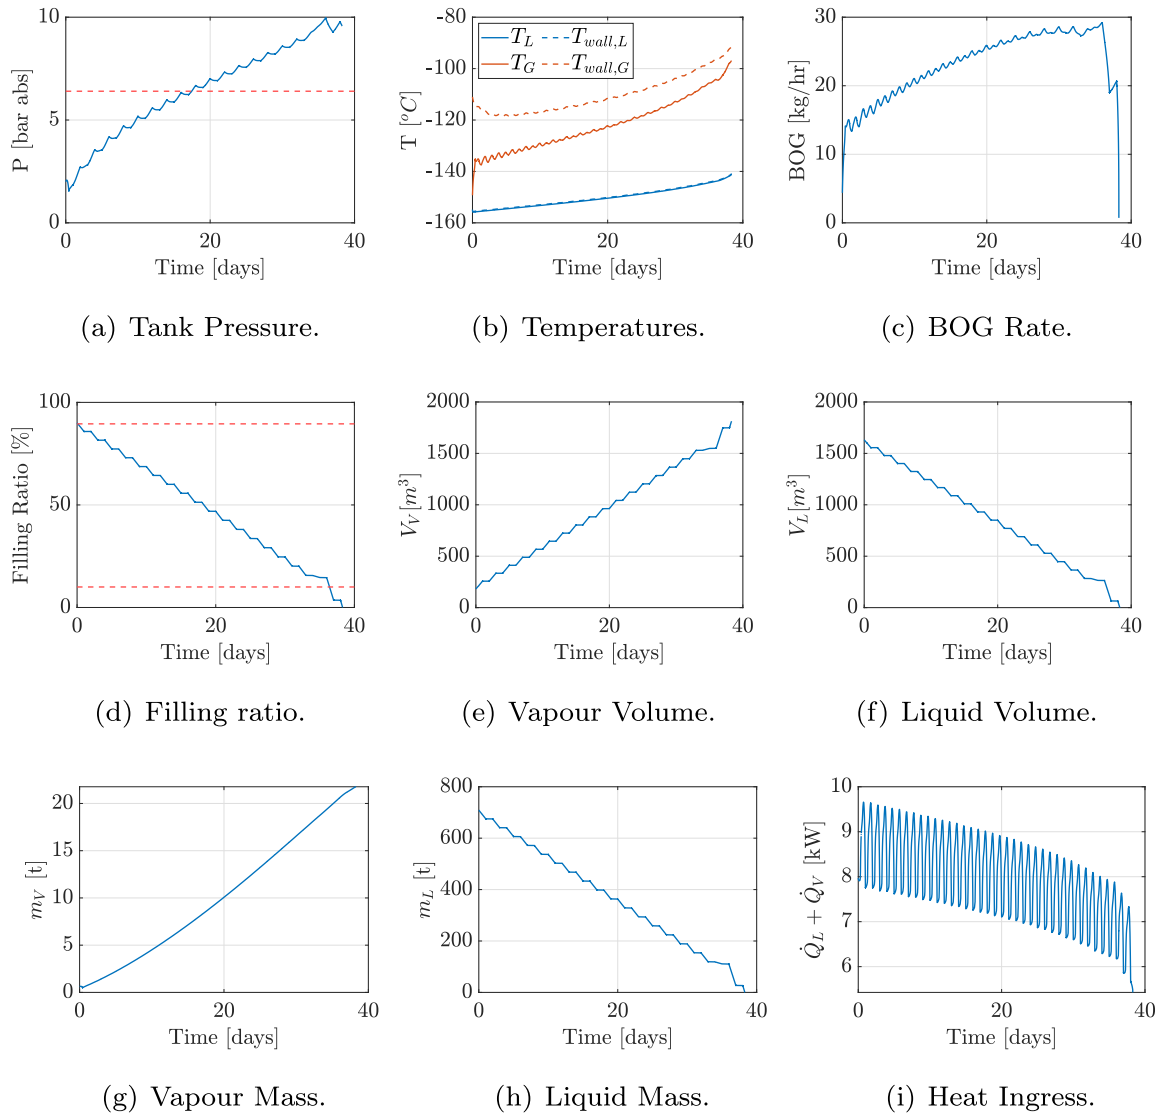 10
5
0
P [bar abs]
0 20 40
Time [days]
(a) Tank Pressure.
-80
-100
-120
-140
-160
T [°C]
T_L T_wall,L
T_G T_wall,G
0 20 40
Time [days]
(b) Temperatures.
30
20
10
0
BOG [kg/hr]
0 20 40
Time [days]
(c) BOG Rate.
100
50
0
Filling Ratio [%]
0 20 40
Time [days]
(d) Filling ratio.
2000
1500
1000
500
0
V_V[m³]
0 20 40
Time [days]
(e) Vapour Volume.
2000
1500
1000
500
0
V_L[m³]
0 20 40
Time [days]
(f) Liquid Volume.
20
15
10
5
0
m_V [t]
0 20 40
Time [days]
(g) Vapour Mass.
800
600
400
200
0
m_L [t]
0 20 40
Time [days]
(h) Liquid Mass.
10
9
8
7
6
Q̇_L + Q̇_V [kW]
0 20 40
Time [days]
(i) Heat Ingress.